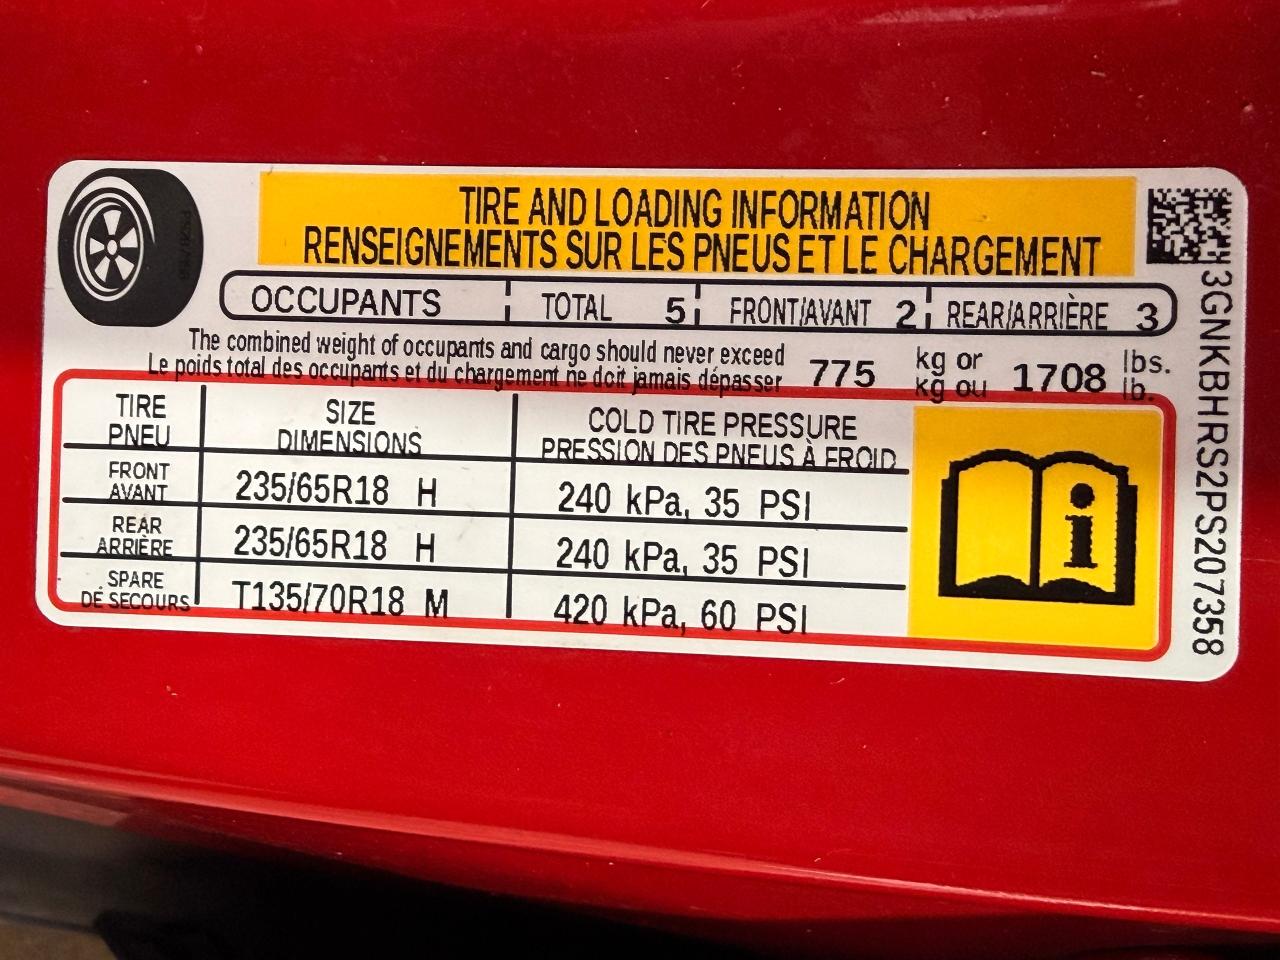 TIRE AND LOADING INFORMATION
RENSEIGNEMENTS SUR LES PNEUS ET LE CHARGEMENT
OCCUPANTS TOTAL 5 FRONT/AVANT 2 REAR/ARRIÈRE 3
The combined weight of occupants and cargo should never exceed 775 kg or 1708 lbs.
Le poids total des occupants et du chargement ne doit jamais dépasser kg ou lb.
TIRE SIZE COLD TIRE PRESSURE
PNEU DIMENSIONS PRESSION DES PNEUS À FROID
FRONT
AVANT 235/65R18 H 240 kPa, 35 PSI
REAR
ARRIÈRE 235/65R18 H 240 kPa, 35 PSI
SPARE
DE SECOURS T135/70R18 M 420 kPa, 60 PSI
i
3GNKBHRS2PS207358